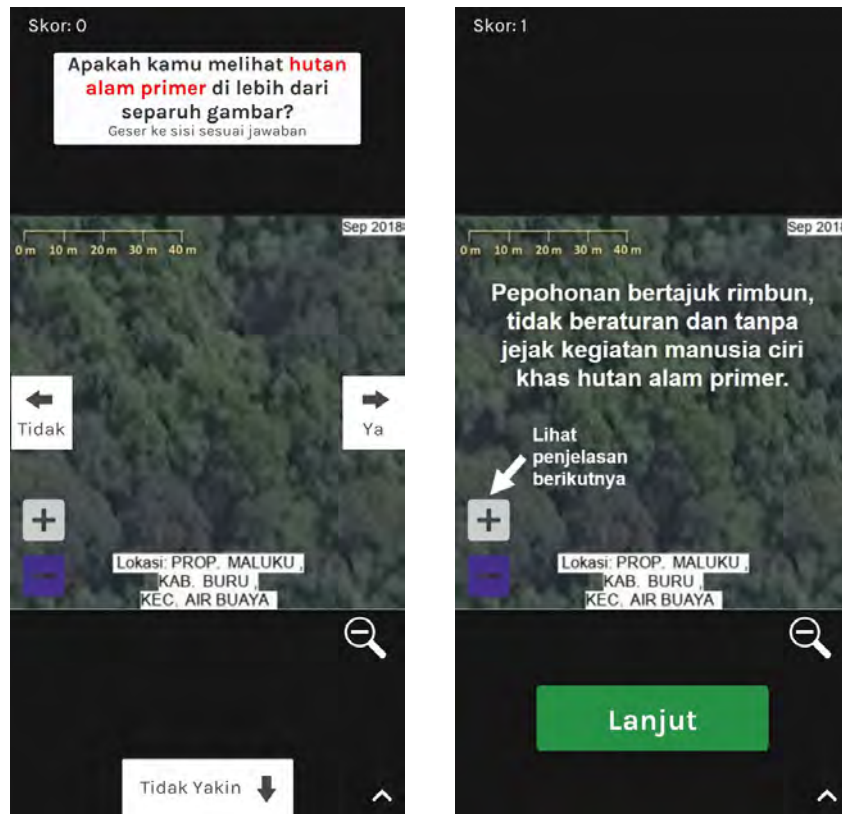 Skor: 0
Apakah kamu melihat hutan
alam primer di lebih dari
separuh gambar?
Geser ke sisi sesuai jawaban
Sep 2018
0 m 10 m 20 m 30 m 40 m
Tidak
Ya
+
-
Lokasi: PROP. MALUKU ,
KAB. BURU ,
KEC. AIR BUAYA
Tidak Yakin
Skor: 1
Sep 201
0 m 10 m 20 m 30 m 40 m
Pepohonan bertajuk rimbun,
tidak beraturan dan tanpa
jejak kegiatan manusia ciri
khas hutan alam primer.
Lihat
penjelasan
berikutnya
+
-
Lokasi: PROP. MALUKU ,
KAB. BURU ,
KEC. AIR BUAYA
Lanjut